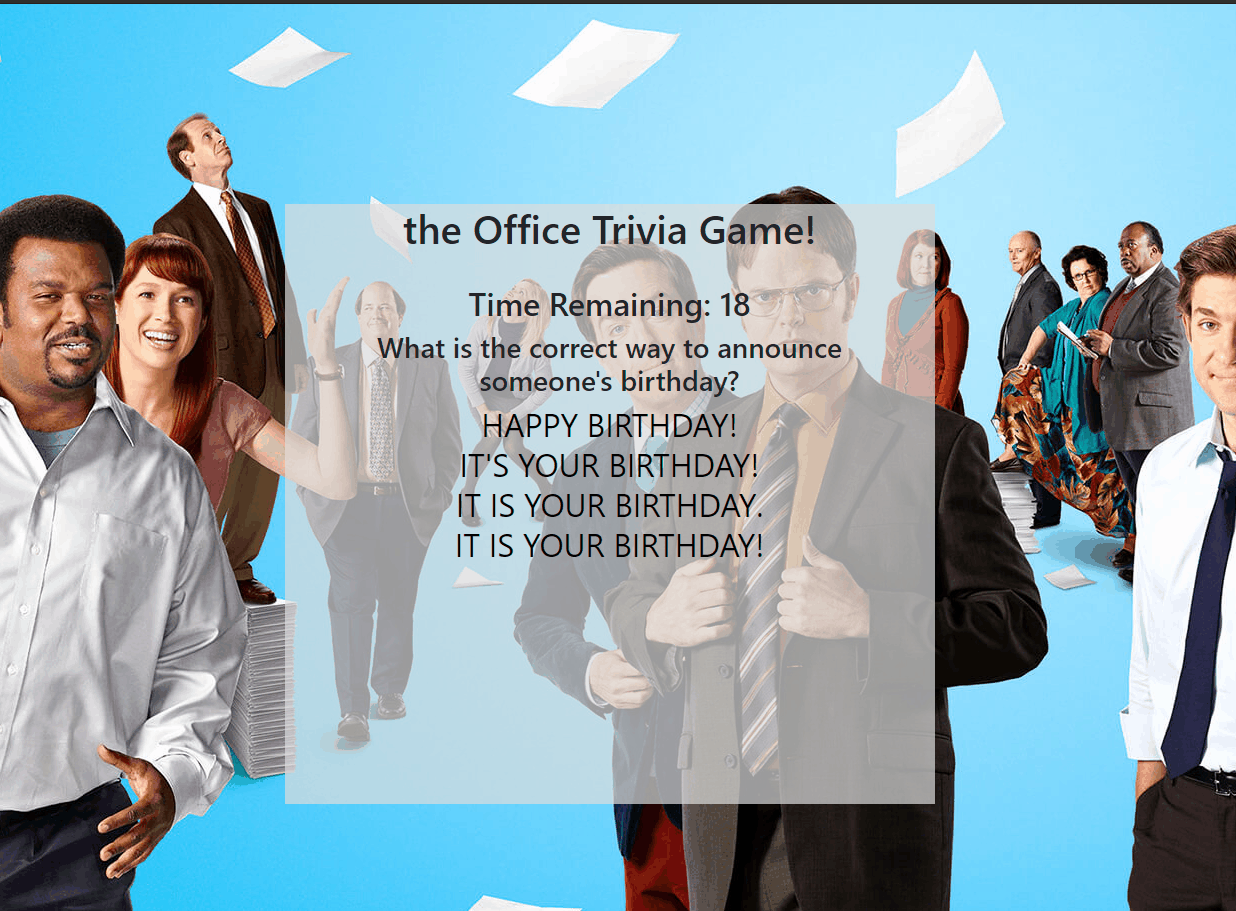 the Office Trivia Game!
Time Remaining: 18
What is the correct way to announce
someone's birthday?
HAPPY BIRTHDAY!
IT'S YOUR BIRTHDAY!
IT IS YOUR BIRTHDAY.
IT IS YOUR BIRTHDAY!